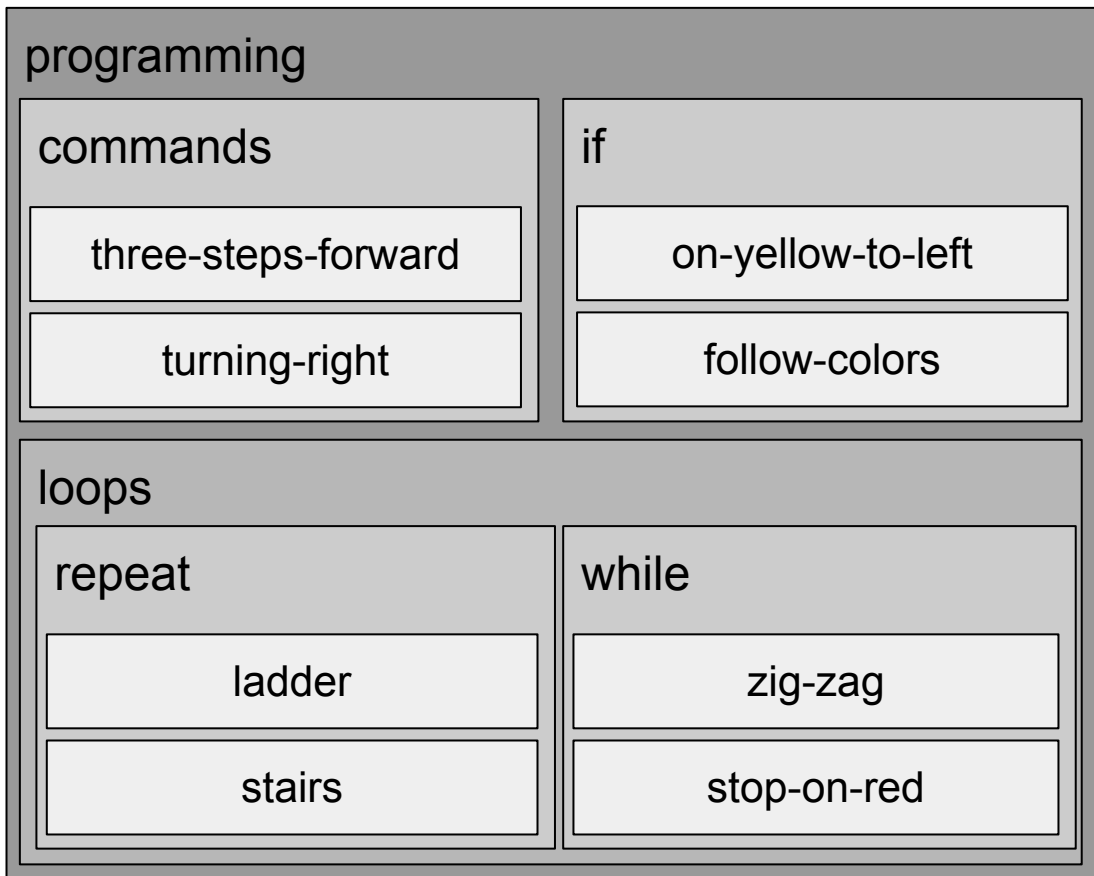 programming
commands
three-steps-forward
turning-right
if
on-yellow-to-left
follow-colors
loops
repeat
ladder
stairs
while
zig-zag
stop-on-red